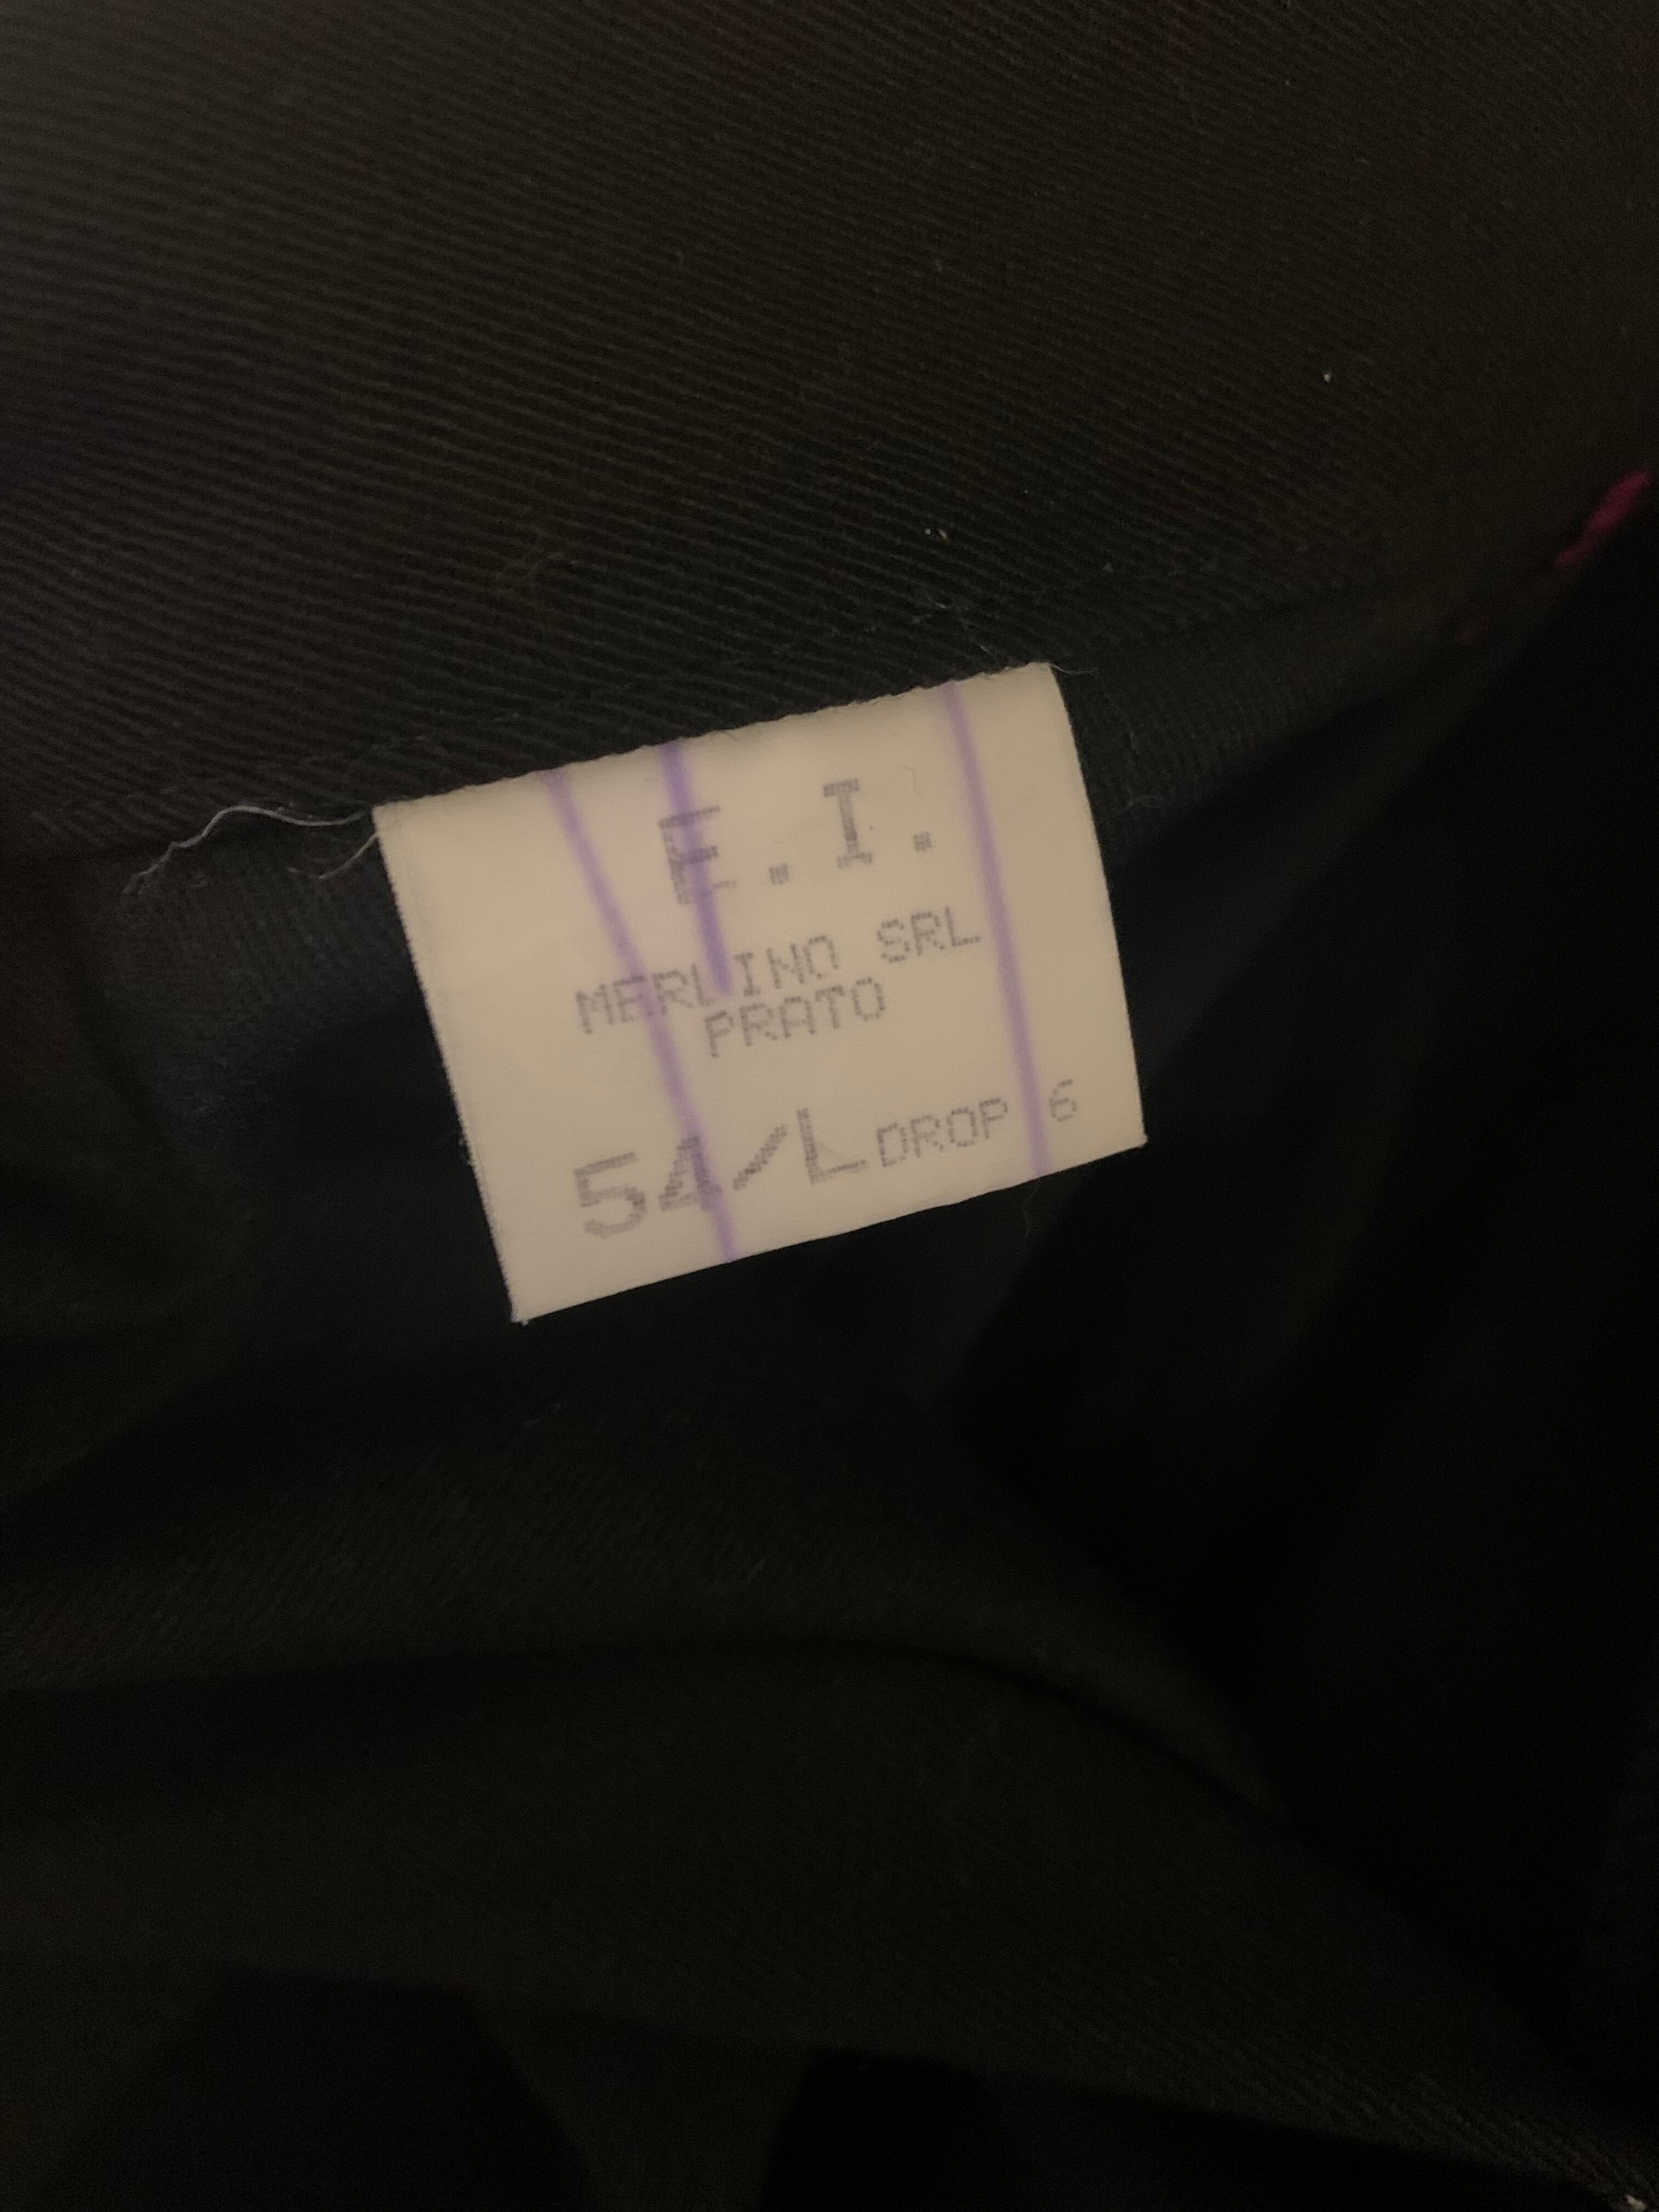 E.I.
MERLINO SRL
PRATO
54/L DROP 6